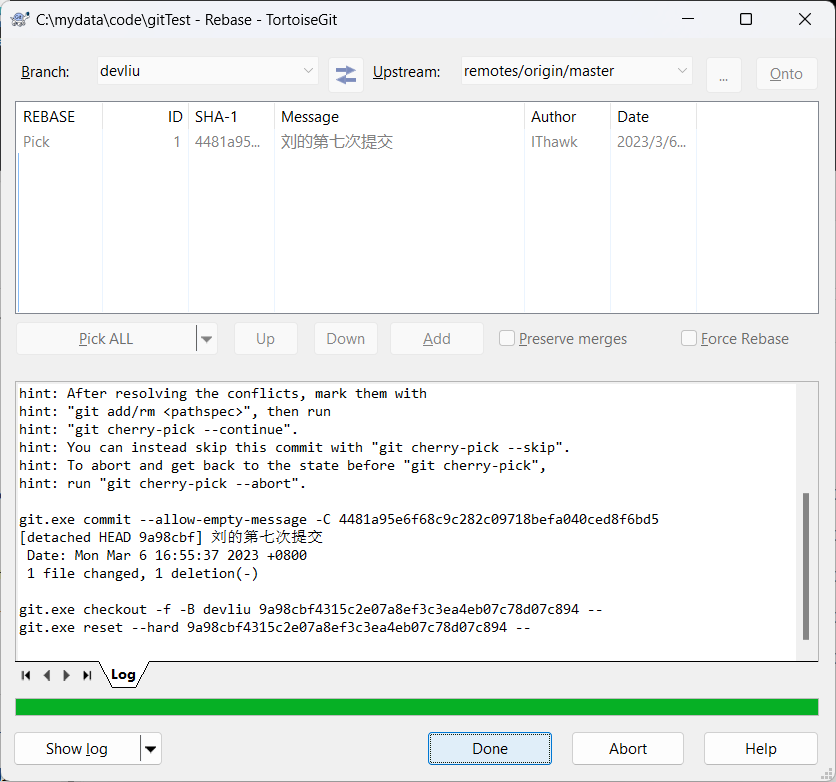 C:\mydata\code\gitTest - Rebase - TortoiseGit
Branch: devliu Upstream: remotes/origin/master ... Onto
REBASE ID SHA-1 Message Author Date
Pick 1 4481a95... 刘的第七次提交 IThawk 2023/3/6...
Pick ALL Up Down Add Preserve merges Force Rebase
hint: After resolving the conflicts, mark them with
hint: "git add/rm <pathspec>", then run
hint: "git cherry-pick --continue".
hint: You can instead skip this commit with "git cherry-pick --skip".
hint: To abort and get back to the state before "git cherry-pick",
hint: run "git cherry-pick --abort".
git.exe commit --allow-empty-message -C 4481a95e6f68c9c282c09718befa040ced8f6bd5
[detached HEAD 9a98cbf] 刘的第七次提交
Date: Mon Mar 6 16:55:37 2023 +0800
1 file changed, 1 deletion(-)
git.exe checkout -f -B devliu 9a98cbf4315c2e07a8ef3c3ea4eb07c78d07c894 --
git.exe reset --hard 9a98cbf4315c2e07a8ef3c3ea4eb07c78d07c894 --
Log
Show log Done Abort Help